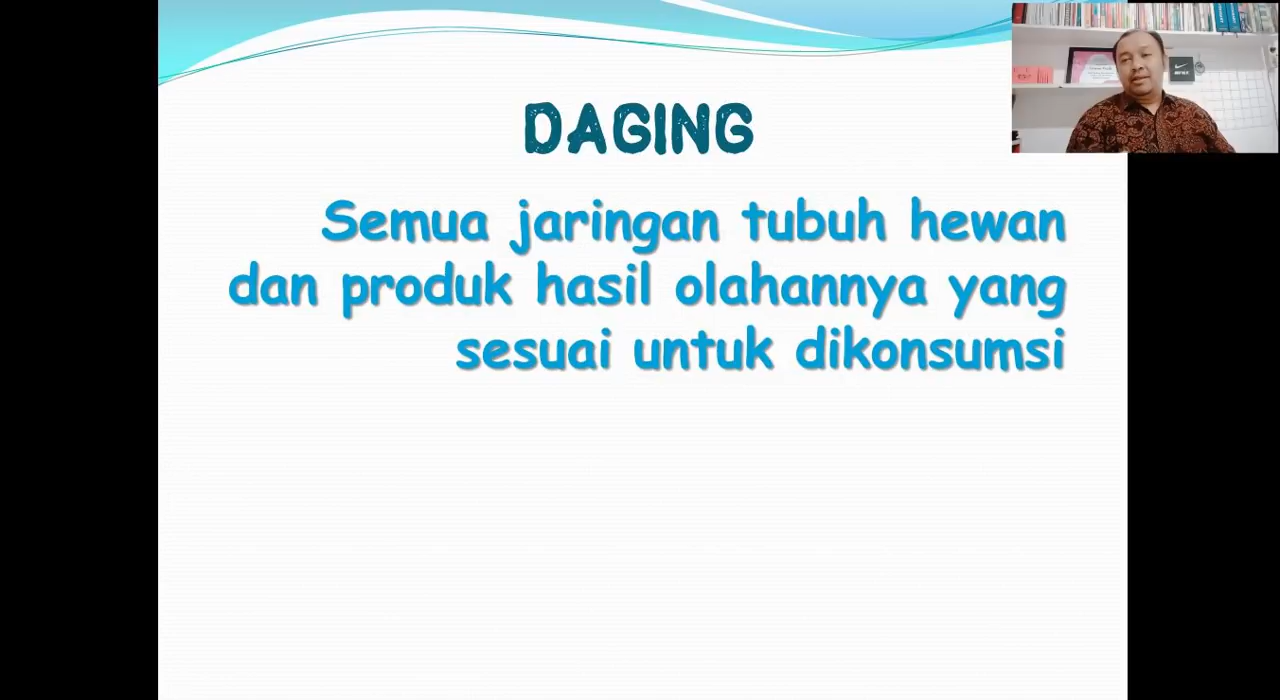 DAGING
Semua jaringan tubuh hewan
dan produk hasil olahannya yang
sesuai untuk dikonsumsi